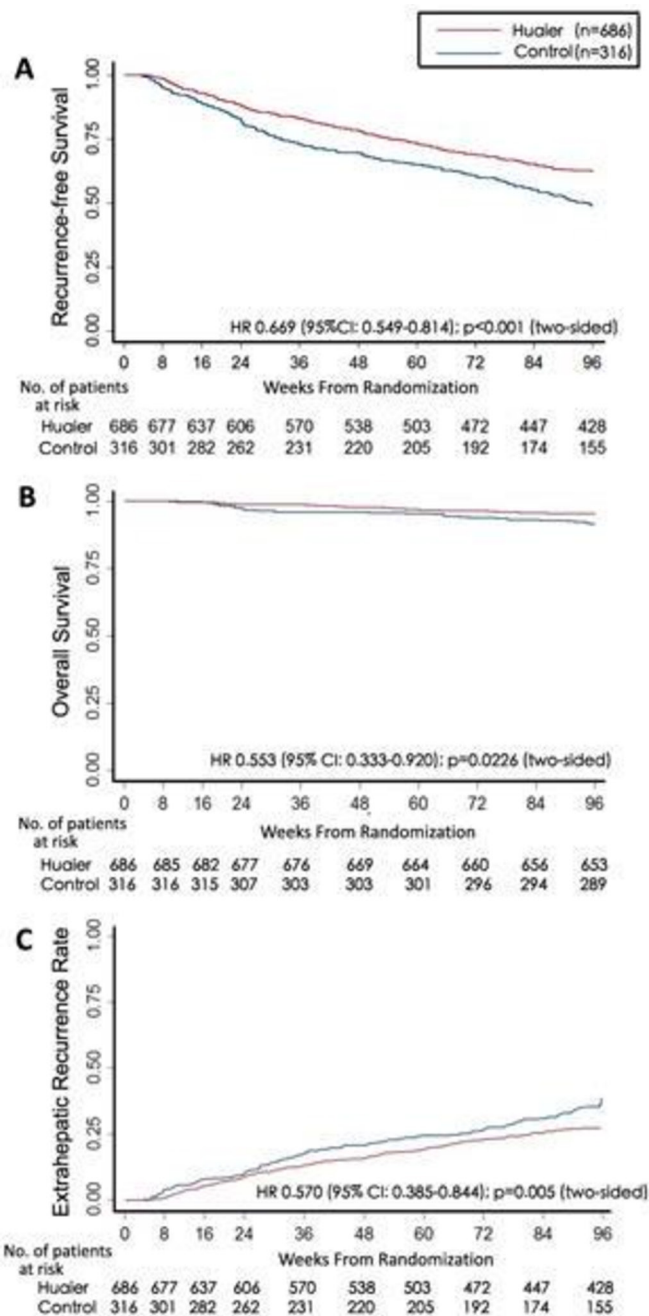 Huaier (n=686)
Control(n=316)
A
Recurrence-free Survival
1.00
0.75
0.50
0.25
0.00
HR 0.669 (95%CI: 0.549-0.814); p<0.001 (two-sided)
0 8 16 24 36 48 60 72 84 96
Weeks From Randomization
No. of patients
at risk
Huaier 686 677 637 606 570 538 503 472 447 428
Control 316 301 282 262 231 220 205 192 174 155
B
Overall Survival
1.00
0.75
0.50
0.25
0.00
HR 0.553 (95% CI: 0.333-0.920); p=0.0226 (two-sided)
0 8 16 24 36 48 60 72 84 96
Weeks From Randomization
No. of patients
at risk
Huaier 686 685 682 677 676 669 664 660 656 653
Control 316 316 315 307 303 303 301 296 294 289
C
Extrahepatic Recurrence Rate
1.00
0.75
0.50
0.25
0.00
HR 0.570 (95% CI: 0.385-0.844); p=0.005 (two-sided)
0 8 16 24 36 48 60 72 84 96
Weeks From Randomization
No. of patients
at risk
Huaier 686 677 637 606 570 538 503 472 447 428
Control 316 301 282 262 231 220 205 192 174 155